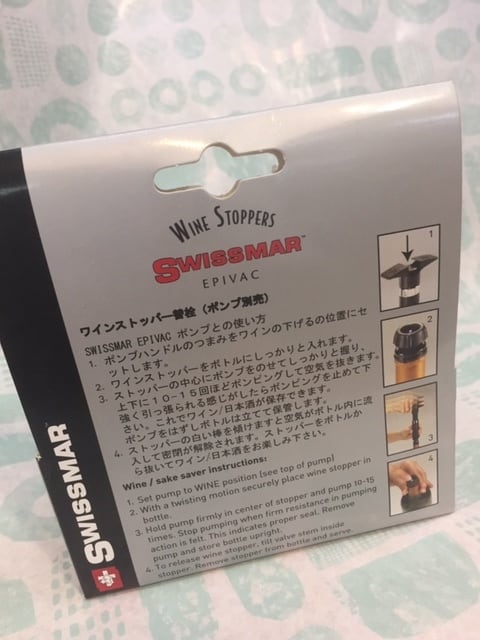 WINE STOPPERS
SWISSMAR™
EPIVAC
ワインストッパー替栓（ポンプ別売）
SWISSMAR EPIVAC ポンプとの使い方
1. ポンプハンドルのつまみをワインの下げるの位置にセ
ットします。
2. ワインストッパーをボトルにしっかりと入れます。
3. ストッパーの中心にポンプをのせてしっかりと握り、
上下に１０-１５回ほどポンピングして空気を抜きます。
強く引っ張られる感じがしたらポンピングを止めて下
さい。これでワイン/日本酒が保存できます。
ポンプをはずしボトルは立てて保管します。
4. ストッパーの白い棒を傾けますと空気がボトル内に流
入して密閉が解除されます。ストッパーをボトルか
ら抜いてワイン/日本酒をお楽しみ下さい。
Wine / sake saver instructions:
1. Set pump to WINE position (see top of pump)
2. With a twisting motion securely place wine stopper in
bottle.
3. Hold pump firmly in center of stopper and pump 10-15
times. Stop pumping when firm resistance in pumping
action is felt. This indicates proper seal. Remove
pump and store bottle upright.
4. To release wine stopper, tilt valve stem inside
stopper. Remove stopper from bottle and serve.
1
2
3
4
SWISSMAR